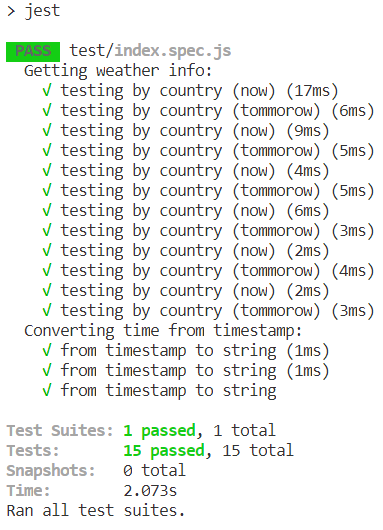 > jest
PASS test/index.spec.js
Getting weather info:
√ testing by country (now) (17ms)
√ testing by country (tommorow) (6ms)
√ testing by country (now) (9ms)
√ testing by country (tommorow) (5ms)
√ testing by country (now) (4ms)
√ testing by country (tommorow) (5ms)
√ testing by country (now) (6ms)
√ testing by country (tommorow) (3ms)
√ testing by country (now) (2ms)
√ testing by country (tommorow) (4ms)
√ testing by country (now) (2ms)
√ testing by country (tommorow) (3ms)
Converting time from timestamp:
√ from timestamp to string (1ms)
√ from timestamp to string (1ms)
√ from timestamp to string
Test Suites: 1 passed, 1 total
Tests: 15 passed, 15 total
Snapshots: 0 total
Time: 2.073s
Ran all test suites.